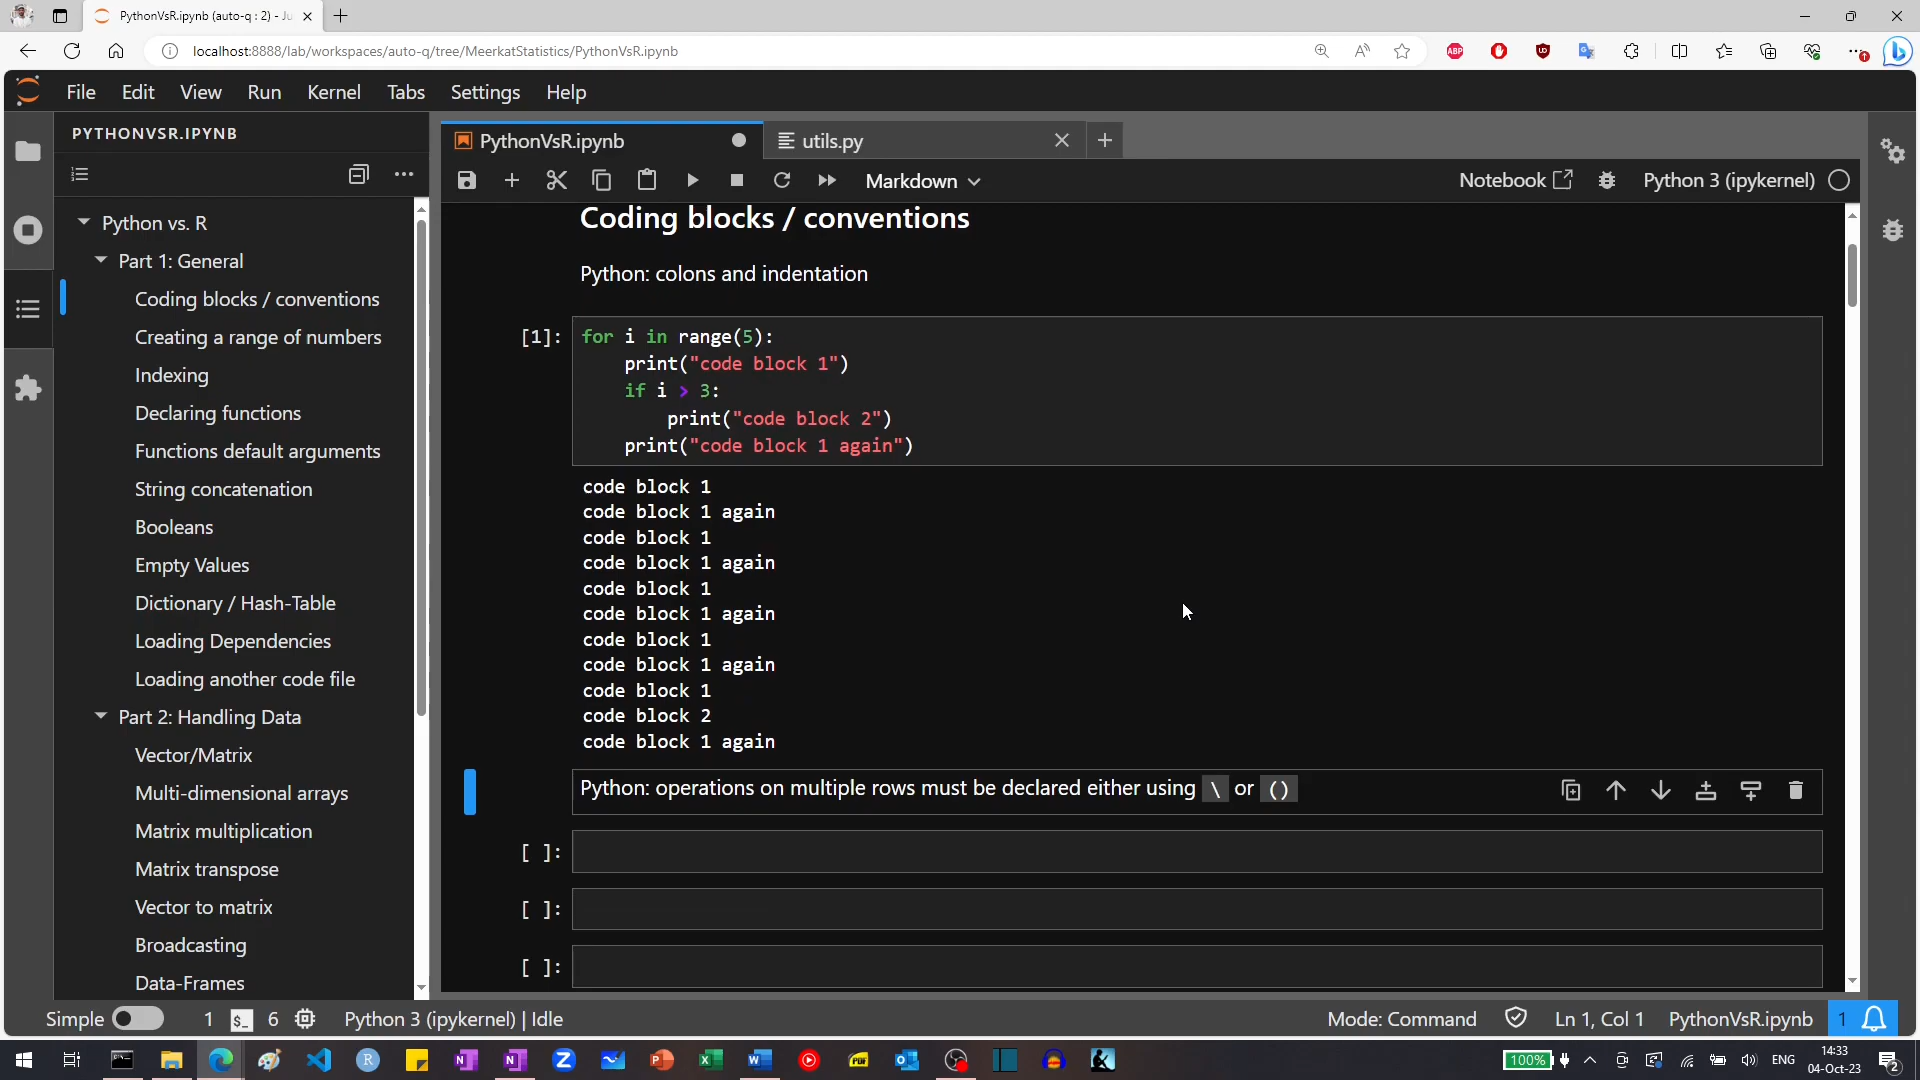 PythonVsR.ipynb (auto-q : 2) - Ju
localhost:8888/lab/workspaces/auto-q/tree/MeerkatStatistics/PythonVsR.ipynb
File Edit View Run Kernel Tabs Settings Help
PYTHONVSR.IPYNB
Python vs. R
Part 1: General
Coding blocks / conventions
Creating a range of numbers
Indexing
Declaring functions
Functions default arguments
String concatenation
Booleans
Empty Values
Dictionary / Hash-Table
Loading Dependencies
Loading another code file
Part 2: Handling Data
Vector/Matrix
Multi-dimensional arrays
Matrix multiplication
Matrix transpose
Vector to matrix
Broadcasting
Data-Frames
PythonVsR.ipynb utils.py
Markdown Notebook Python 3 (ipykernel)
Coding blocks / conventions
Python: colons and indentation
[1]: for i in range(5):
    print("code block 1")
    if i > 3:
        print("code block 2")
    print("code block 1 again")
code block 1
code block 1 again
code block 1
code block 1 again
code block 1
code block 1 again
code block 1
code block 1 again
code block 1
code block 2
code block 1 again
Python: operations on multiple rows must be declared either using \ or ()
[ ]:
[ ]:
[ ]:
Simple 1 $_ 6 Python 3 (ipykernel) | Idle Mode: Command Ln 1, Col 1 PythonVsR.ipynb 1
100% ENG 14:33
04-Oct-23 2